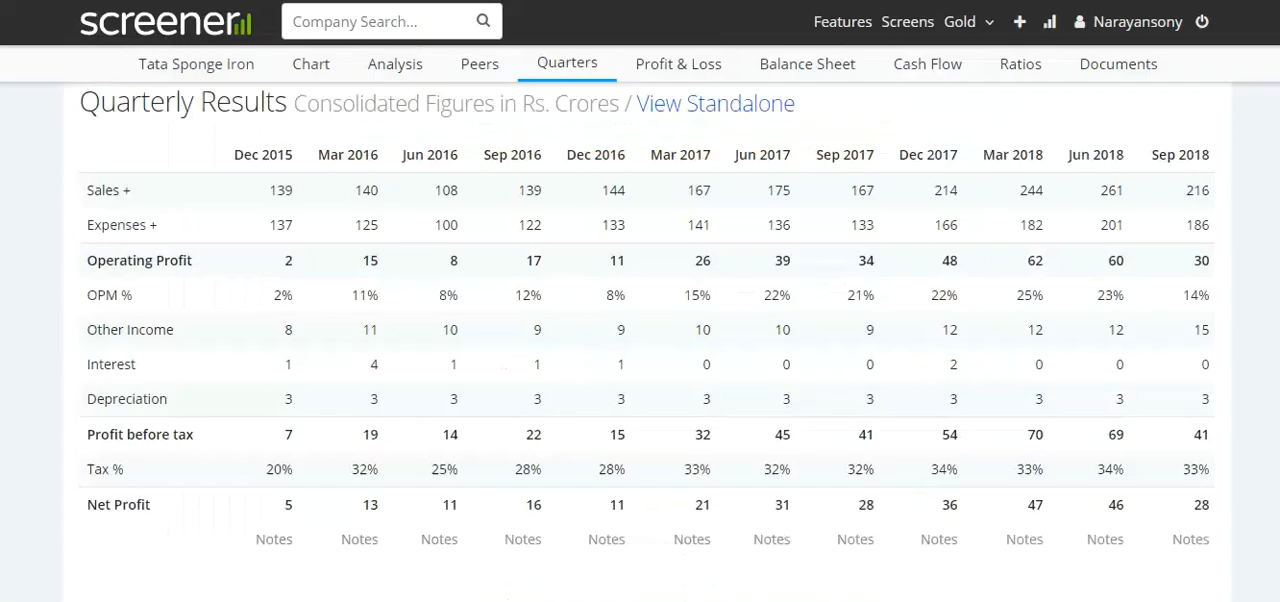 screener Company Search... Features Screens Gold Narayansony
Tata Sponge Iron Chart Analysis Peers Quarters Profit & Loss Balance Sheet Cash Flow Ratios Documents
Quarterly Results Consolidated Figures in Rs. Crores / View Standalone
Dec 2015 Mar 2016 Jun 2016 Sep 2016 Dec 2016 Mar 2017 Jun 2017 Sep 2017 Dec 2017 Mar 2018 Jun 2018 Sep 2018
Sales + 139 140 108 139 144 167 175 167 214 244 261 216
Expenses + 137 125 100 122 133 141 136 133 166 182 201 186
Operating Profit 2 15 8 17 11 26 39 34 48 62 60 30
OPM % 2% 11% 8% 12% 8% 15% 22% 21% 22% 25% 23% 14%
Other Income 8 11 10 9 9 10 10 9 12 12 12 15
Interest 1 4 1 1 1 0 0 0 2 0 0 0
Depreciation 3 3 3 3 3 3 3 3 3 3 3 3
Profit before tax 7 19 14 22 15 32 45 41 54 70 69 41
Tax % 20% 32% 25% 28% 28% 33% 32% 32% 34% 33% 34% 33%
Net Profit 5 13 11 16 11 21 31 28 36 47 46 28
Notes Notes Notes Notes Notes Notes Notes Notes Notes Notes Notes Notes